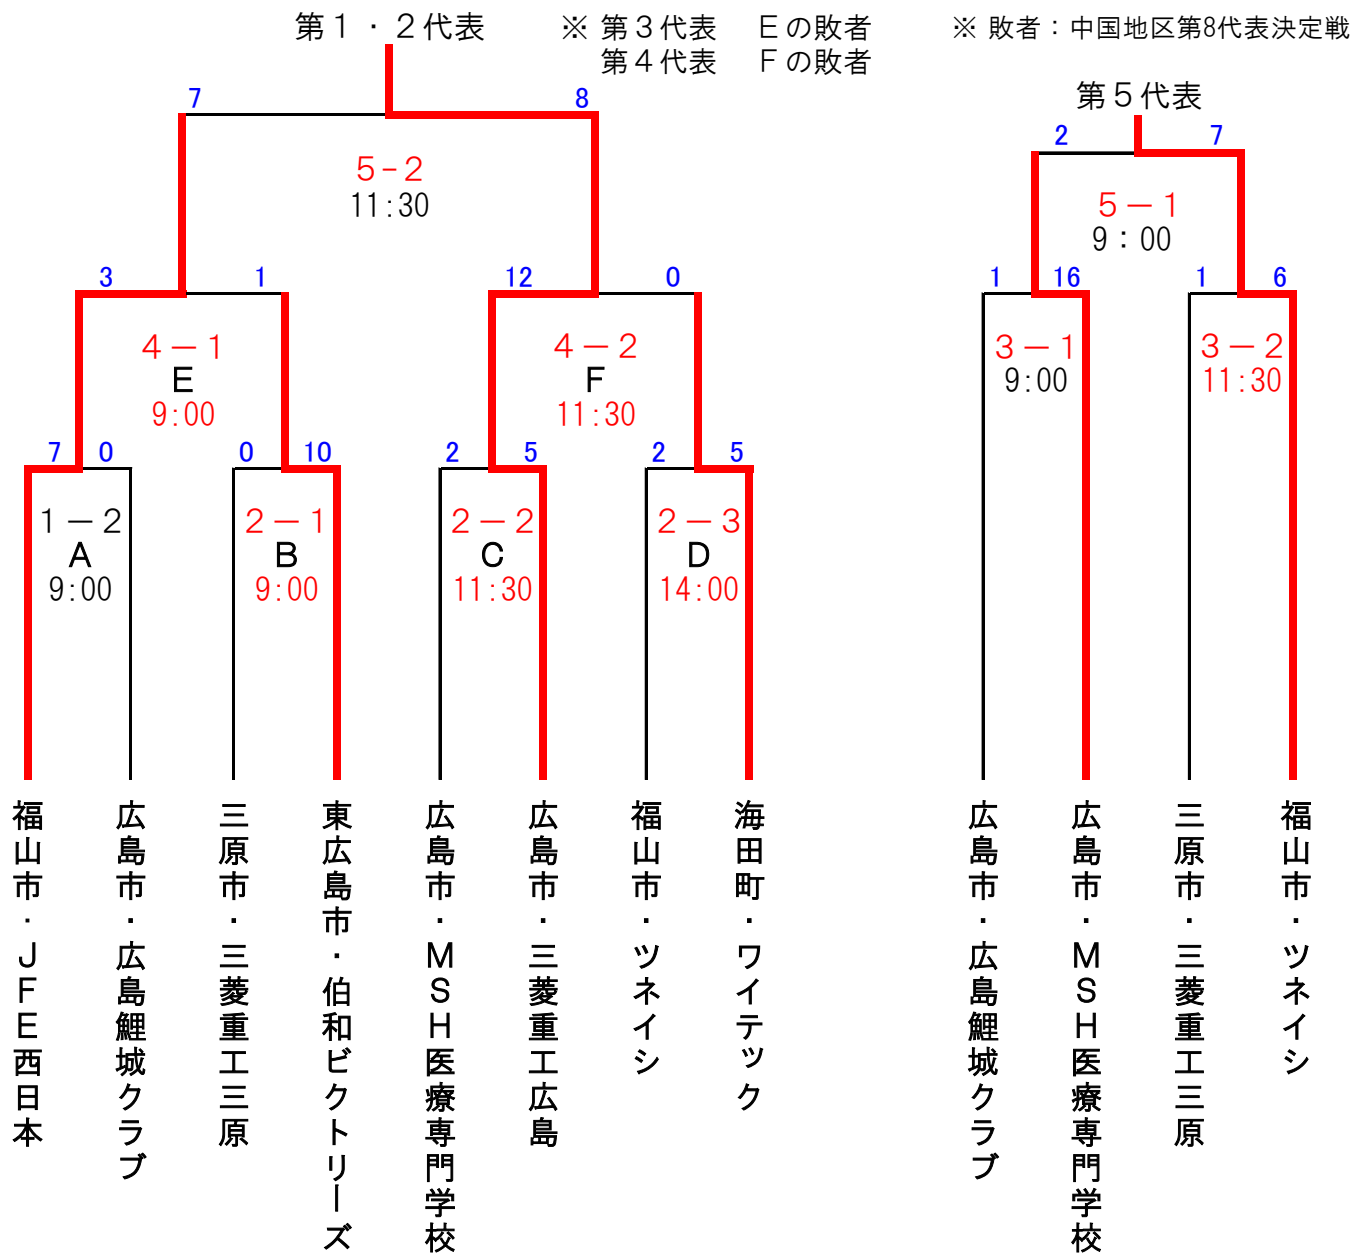 第１・２代表
※ 第３代表　Ｅの敗者
第４代表　Ｆの敗者
※ 敗者：中国地区第8代表決定戦
第５代表
7 8
5-2
11:30
2 7
5－1
9：00
3 1
12 0
1 16
1 6
4－1
E
9:00
4－2
F
11:30
3－1
9:00
3－2
11:30
7 0
0 10
2 5
2 5
1－2
A
9:00
2－1
B
9:00
2－2
C
11:30
2－3
D
14:00
福山市・ＪＦＥ西日本
広島市・広島鯉城クラブ
三原市・三菱重工三原
東広島市・伯和ビクトリーズ
広島市・ＭＳＨ医療専門学校
広島市・三菱重工広島
福山市・ツネイシ
海田町・ワイテック
広島市・広島鯉城クラブ
広島市・ＭＳＨ医療専門学校
三原市・三菱重工三原
福山市・ツネイシ